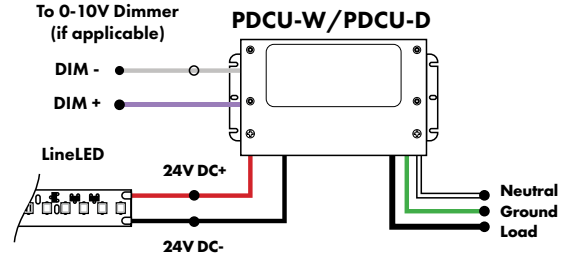 To 0-10V Dimmer
(if applicable)
PDCU-W/PDCU-D
DIM -
DIM +
LineLED
24V DC+
24V DC-
Neutral
Ground
Load